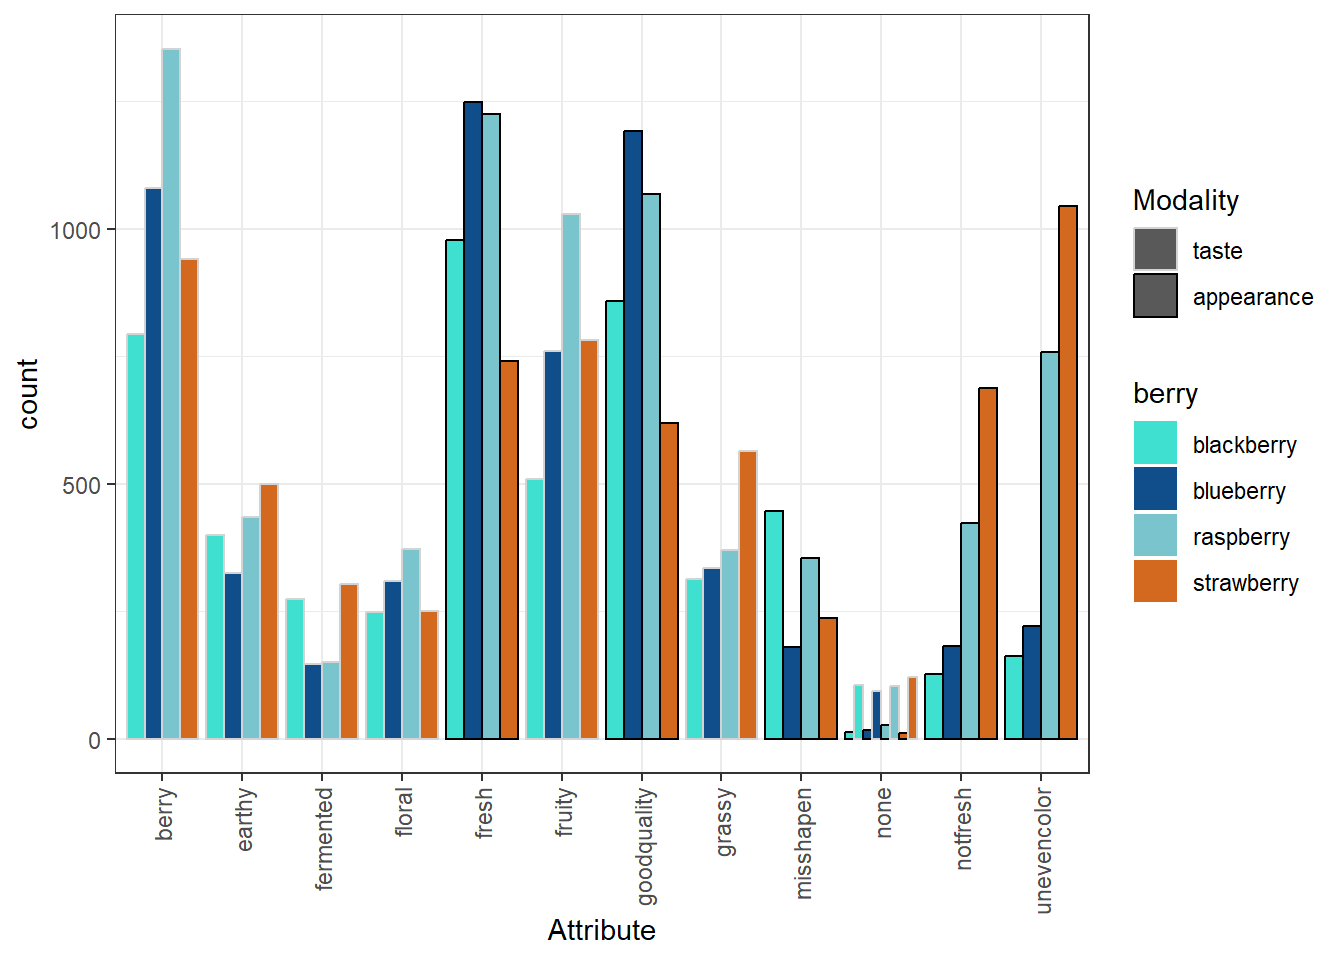 count
1000
500
0
berry
earthy
fermented
floral
fresh
fruity
goodquality
grassy
misshapen
none
notfresh
unevencolor
Attribute
Modality
taste
appearance
berry
blackberry
blueberry
raspberry
strawberry